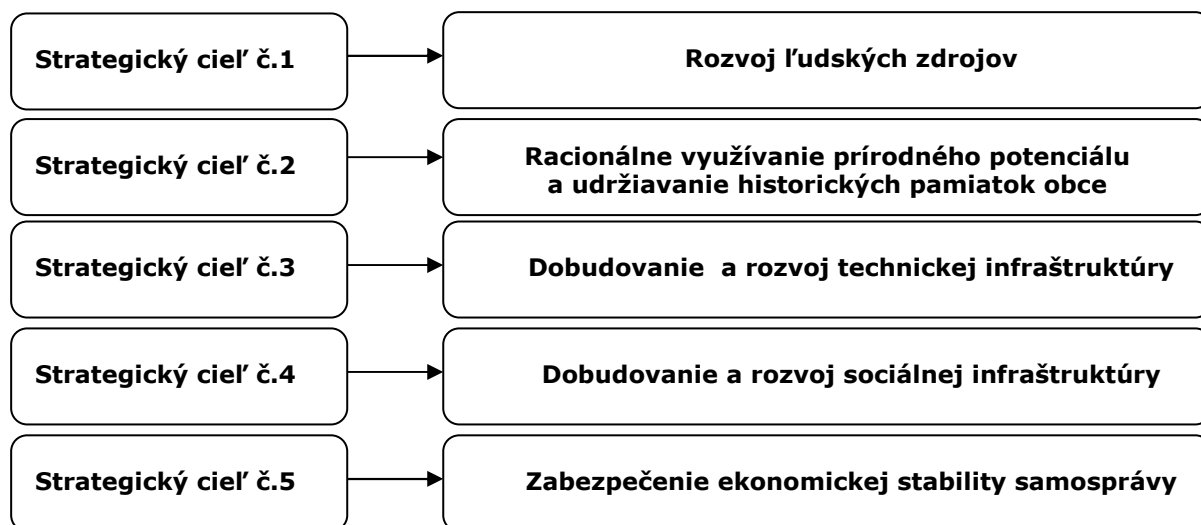 Strategický cieľ č.1
Rozvoj ľudských zdrojov
Strategický cieľ č.2
Racionálne využívanie prírodného potenciálu
a udržiavanie historických pamiatok obce
Strategický cieľ č.3
Dobudovanie a rozvoj technickej infraštruktúry
Strategický cieľ č.4
Dobudovanie a rozvoj sociálnej infraštruktúry
Strategický cieľ č.5
Zabezpečenie ekonomickej stability samosprávy